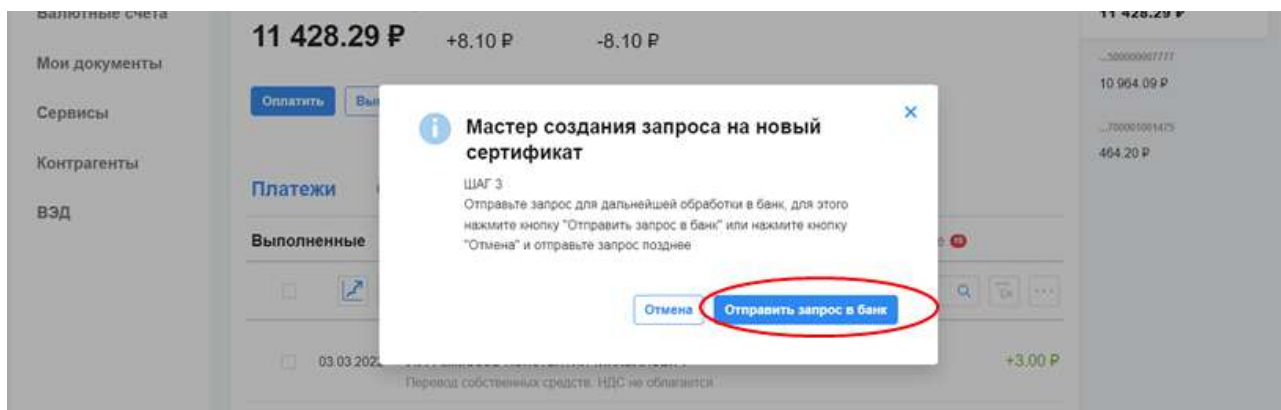 Валютные счета
11 428.29 ₽
11 428.29 ₽ +8.10 ₽ -8.10 ₽
Мои документы
...500000007777
10 964.09 ₽
Оплатить
Сервисы
Мастер создания запроса на новый
сертификат
...700001001475
464.20 ₽
Контрагенты
Платежи
ШАГ 3
Отправьте запрос для дальнейшей обработки в банк, для этого
нажмите кнопку "Отправить запрос в банк" или нажмите кнопку
"Отмена" и отправьте запрос позднее
ВЭД
Выполненные
Отмена Отправить запрос в банк
03.03.2022
+3.00 ₽
Перевод собственных средств. НДС не облагается